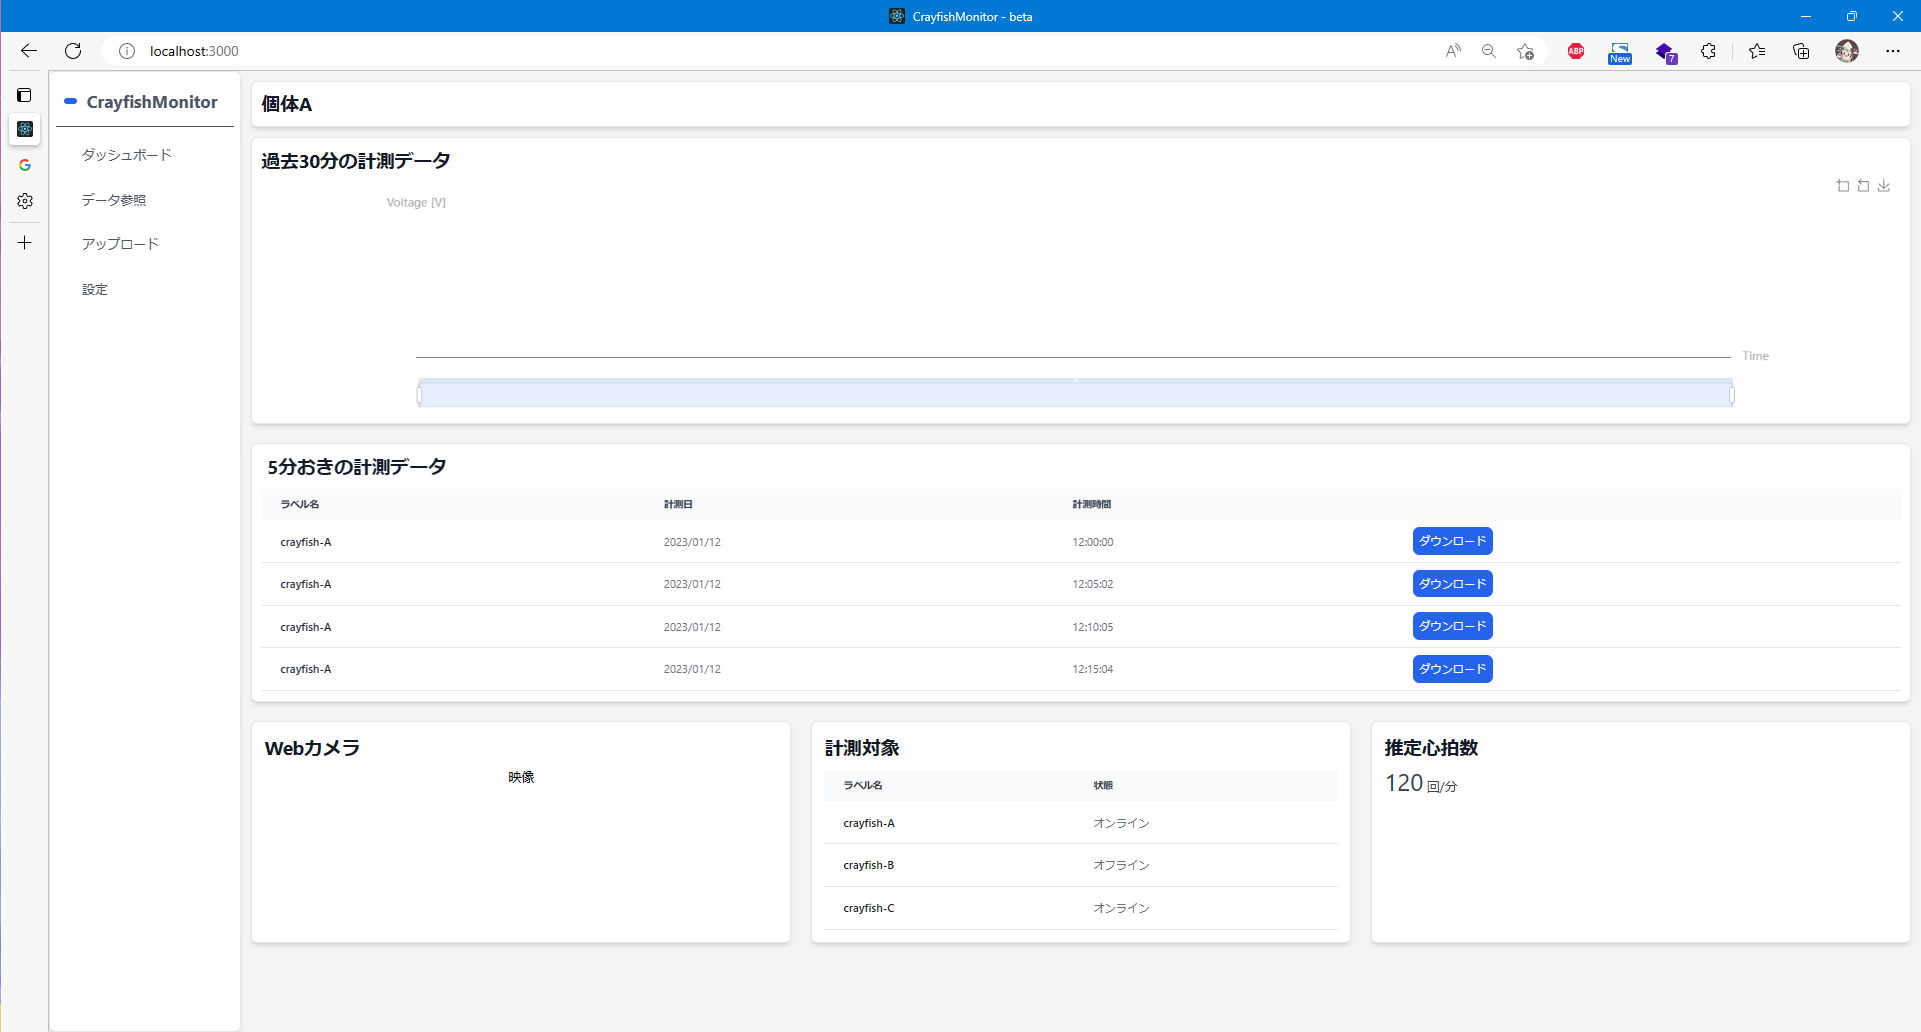 CrayfishMonitor - beta
localhost:3000
A
ABP
New
7
CrayfishMonitor
ダッシュボード
データ参照
アップロード
設定
個体A
過去30分の計測データ
Voltage [V]
Time
5分おきの計測データ
ラベル名 計測日 計測時間
crayfish-A 2023/01/12 12:00:00 ダウンロード
crayfish-A 2023/01/12 12:05:02 ダウンロード
crayfish-A 2023/01/12 12:10:05 ダウンロード
crayfish-A 2023/01/12 12:15:04 ダウンロード
Webカメラ
映像
計測対象
ラベル名 状態
crayfish-A オンライン
crayfish-B オフライン
crayfish-C オンライン
推定心拍数
120 回/分